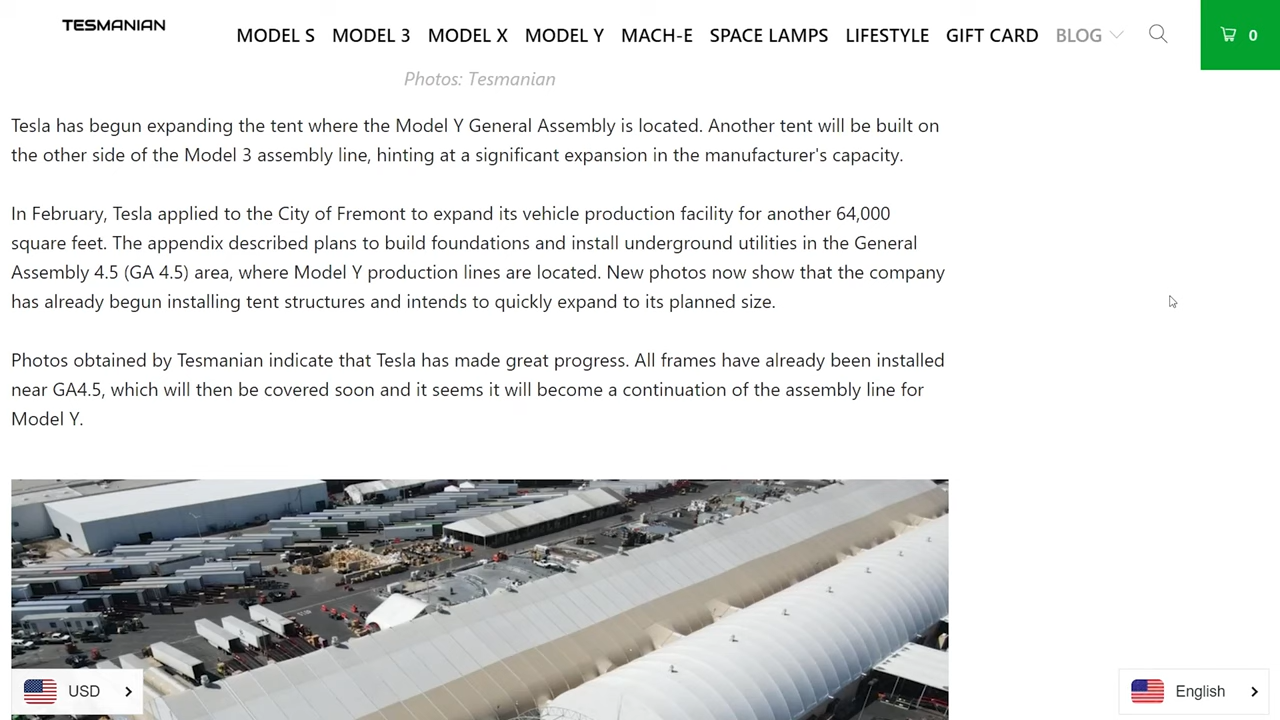 TESMANIAN
MODEL S MODEL 3 MODEL X MODEL Y MACH-E SPACE LAMPS LIFESTYLE GIFT CARD BLOG 0
Photos: Tesmanian
Tesla has begun expanding the tent where the Model Y General Assembly is located. Another tent will be built on
the other side of the Model 3 assembly line, hinting at a significant expansion in the manufacturer's capacity.
In February, Tesla applied to the City of Fremont to expand its vehicle production facility for another 64,000
square feet. The appendix described plans to build foundations and install underground utilities in the General
Assembly 4.5 (GA 4.5) area, where Model Y production lines are located. New photos now show that the company
has already begun installing tent structures and intends to quickly expand to its planned size.
Photos obtained by Tesmanian indicate that Tesla has made great progress. All frames have already been installed
near GA4.5, which will then be covered soon and it seems it will become a continuation of the assembly line for
Model Y.
USD
English